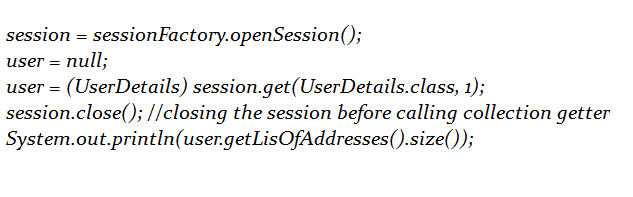 session = sessionFactory.openSession();
user = null;
user = (UserDetails) session.get(UserDetails.class, 1);
session.close(); //closing the session before calling collection getter
System.out.println(user.getLisOfAddresses().size());